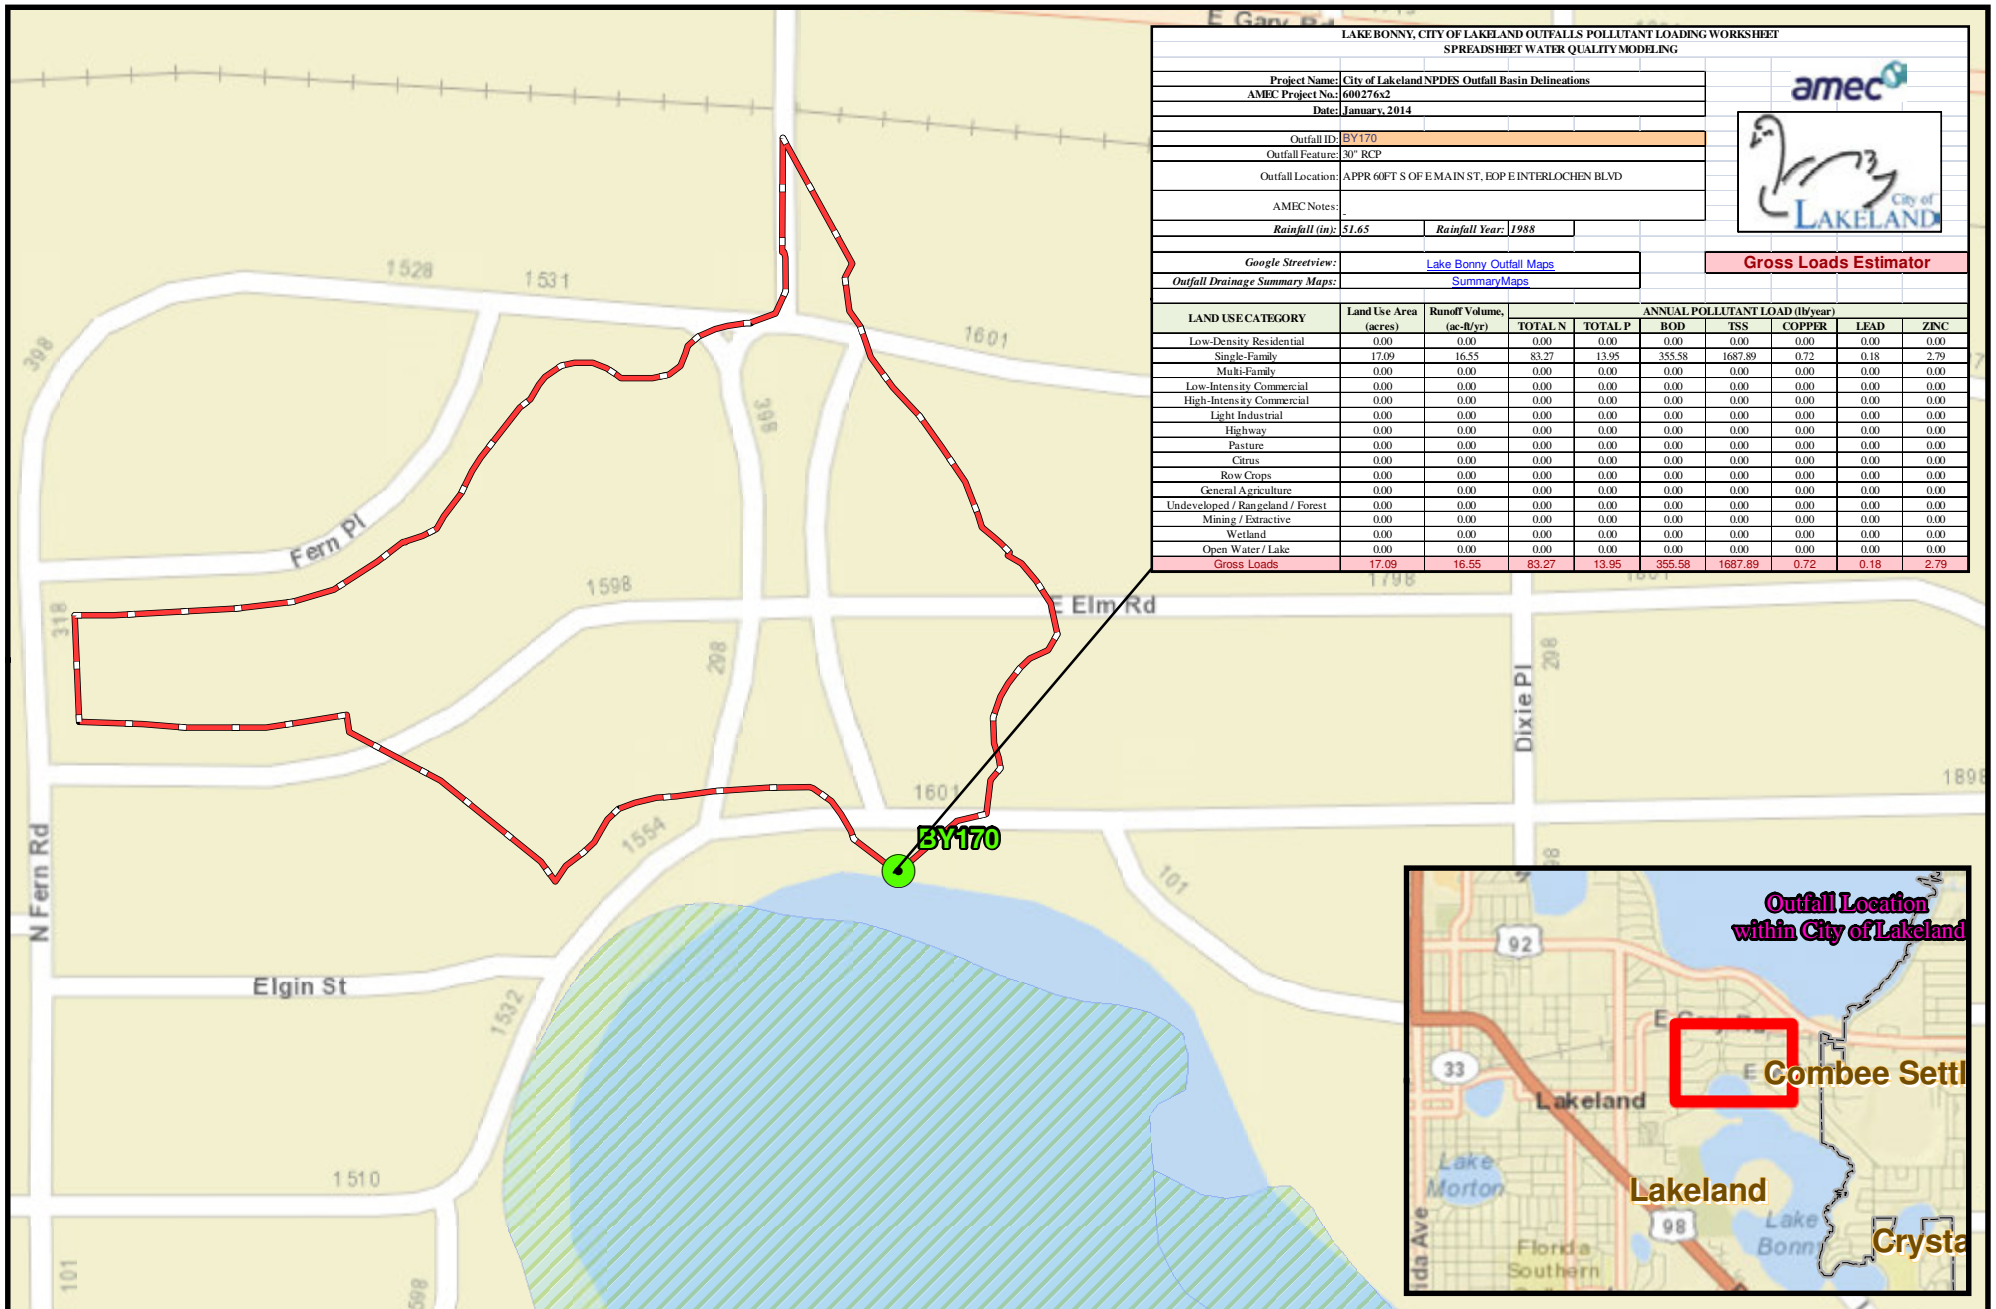 E Gary Rd
LAKE BONNY, CITY OF LAKELAND OUTFALLS POLLUTANT LOADING WORKSHEET
SPREADSHEET WATER QUALITY MODELING
Project Name: City of Lakeland NPDES Outfall Basin Delineations
AMEC Project No.: 600276x2
Date: January, 2014
amec
Outfall ID: BY170
Outfall Feature: 30" RCP
Outfall Location: APPR 60FT S OF E MAIN ST, EOP E INTERLOCHEN BLVD
AMEC Notes: -
City of
LAKELAND
Rainfall (in): 51.65 Rainfall Year: 1988
Google Streetview: Lake Bonny Outfall Maps
Gross Loads Estimator
Outfall Drainage Summary Maps: SummaryMaps
LAND USE CATEGORY Land Use Area (acres) Runoff Volume, (ac-ft/yr) ANNUAL POLLUTANT LOAD (lb/year)
TOTAL N TOTAL P BOD TSS COPPER LEAD ZINC
Low-Density Residential 0.00 0.00 0.00 0.00 0.00 0.00 0.00 0.00 0.00
Single-Family 17.09 16.55 83.27 13.95 355.58 1687.89 0.72 0.18 2.79
Multi-Family 0.00 0.00 0.00 0.00 0.00 0.00 0.00 0.00 0.00
Low-Intensity Commercial 0.00 0.00 0.00 0.00 0.00 0.00 0.00 0.00 0.00
High-Intensity Commercial 0.00 0.00 0.00 0.00 0.00 0.00 0.00 0.00 0.00
Light Industrial 0.00 0.00 0.00 0.00 0.00 0.00 0.00 0.00 0.00
Highway 0.00 0.00 0.00 0.00 0.00 0.00 0.00 0.00 0.00
Pasture 0.00 0.00 0.00 0.00 0.00 0.00 0.00 0.00 0.00
Citrus 0.00 0.00 0.00 0.00 0.00 0.00 0.00 0.00 0.00
Row Crops 0.00 0.00 0.00 0.00 0.00 0.00 0.00 0.00 0.00
General Agriculture 0.00 0.00 0.00 0.00 0.00 0.00 0.00 0.00 0.00
Undeveloped / Rangeland / Forest 0.00 0.00 0.00 0.00 0.00 0.00 0.00 0.00 0.00
Mining / Extractive 0.00 0.00 0.00 0.00 0.00 0.00 0.00 0.00 0.00
Wetland 0.00 0.00 0.00 0.00 0.00 0.00 0.00 0.00 0.00
Open Water / Lake 0.00 0.00 0.00 0.00 0.00 0.00 0.00 0.00 0.00
Gross Loads 17.09 16.55 83.27 13.95 355.58 1687.89 0.72 0.18 2.79
1528
1531
1601
398
398
Fern Pl
318
1598
E Elm Rd
1798
298
298
Dixie Pl
1601
1898
BY170
1554
N Fern Rd
101
Elgin St
1532
1510
101
598
98
Outfall Location
within City of Lakeland
92
33
Lakeland
Combee Settl
Lake
Morton
Lakeland
98
Lake
Bonny
Crysta
Florida
Southern
ida Ave